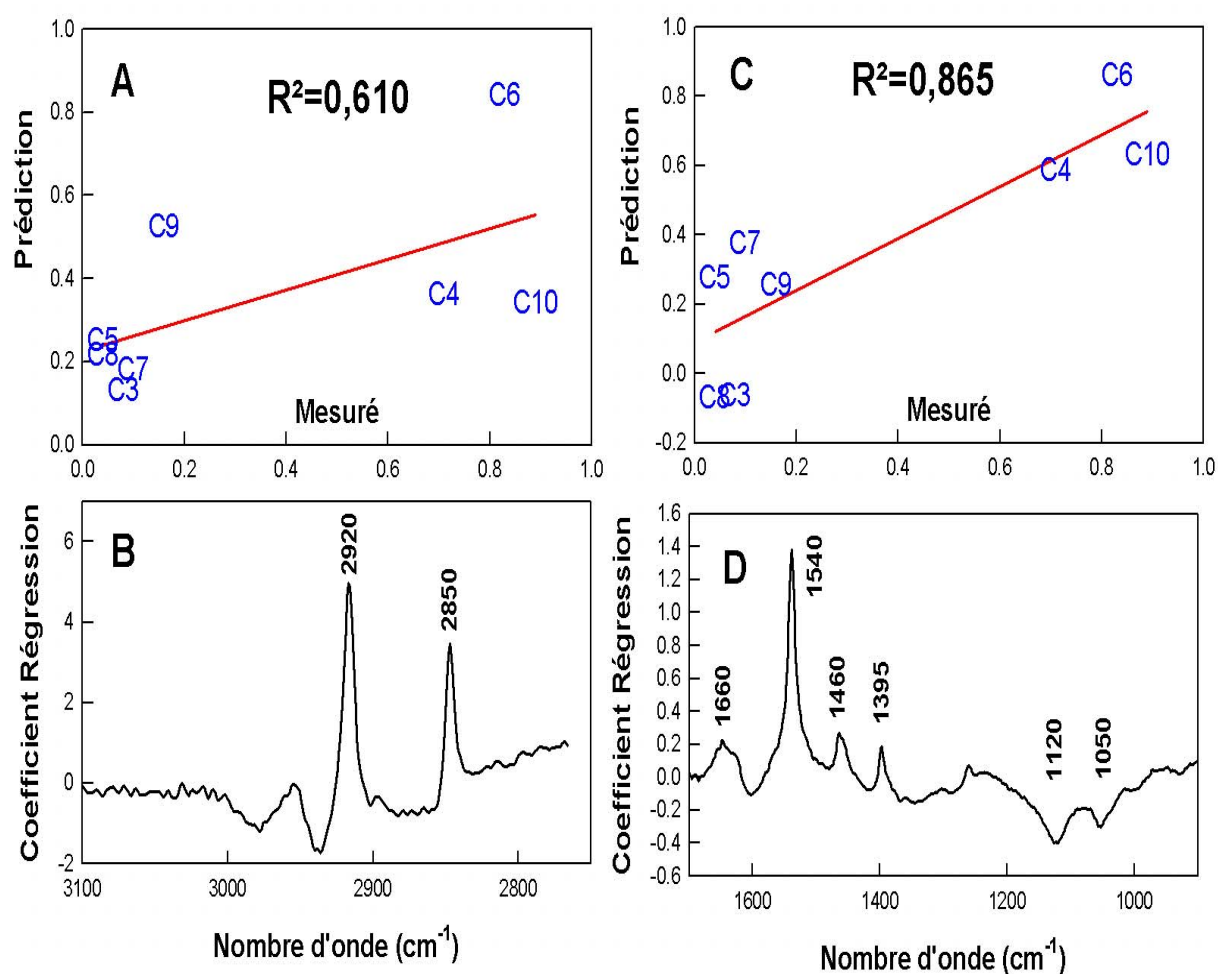 A
R²=0,610
Prédiction
1.0
0.8
0.6
0.4
0.2
0.0
C6
C9
C4
C10
C5
C8
C7
C3
Mesuré
0.0 0.2 0.4 0.6 0.8 1.0
C
R²=0,865
Prédiction
1.0
0.8
0.6
0.4
0.2
0.0
-0.2
C6
C10
C4
C7
C5
C9
C8
C3
Mesuré
0.0 0.2 0.4 0.6 0.8 1.0
B
Coefficient Régression
6
4
2
0
-2
2920
2850
3100 3000 2900 2800
Nombre d'onde (cm⁻¹)
D
Coefficient Régression
1.6
1.4
1.2
1.0
0.8
0.6
0.4
0.2
0.0
-0.2
-0.4
-0.6
1660
1540
1460
1395
1120
1050
1600 1400 1200 1000
Nombre d'onde (cm⁻¹)